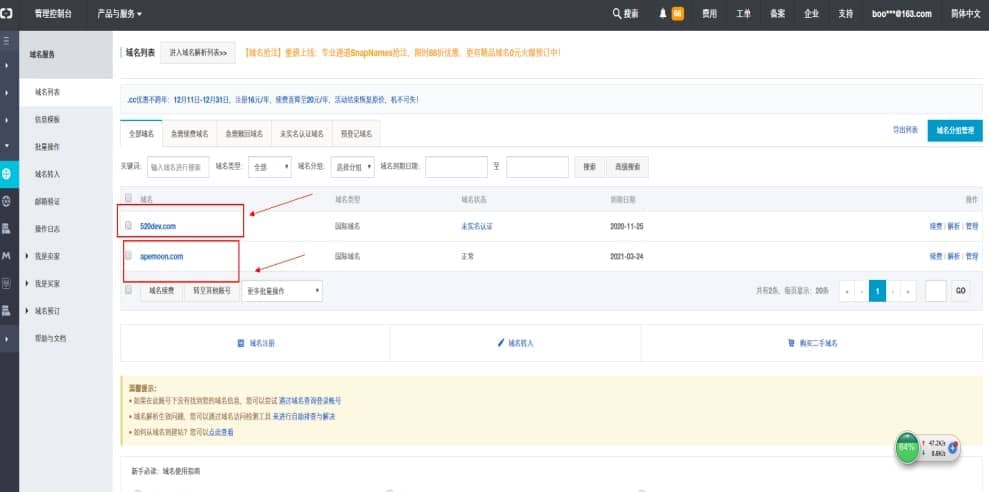 管理控制台 产品与服务 搜索 66 费用 工单 备案 企业 支持 boo***@163.com 简体中文
域名服务
域名列表
信息模板
批量操作
域名转入
邮箱验证
操作日志
我是卖家
我是买家
域名预订
帮助与文档
域名列表 进入域名解析列表>> 【域名抢注】重磅上线：专业通道SnapNames抢注，限时88折优惠，更有精品域名0元火爆预订中！
.cc优惠不跨年：12月11日-12月31日，注册16元/年，续费直降至20元/年，活动结束恢复原价，机不可失！
全部域名 急需续费域名 急需赎回域名 未实名认证域名 预登记域名 导出列表 域名分组管理
关键词： 输入域名进行搜索 域名类型： 全部 域名分组： 选择分组 域名到期日期： 至 搜索 高级搜索
域名 域名类型 域名状态 到期日期 操作
520dev.com 国际域名 未实名认证 2020-11-25 续费 | 解析 | 管理
apemoon.com 国际域名 正常 2021-03-24 续费 | 解析 | 管理
域名续费 转至其他账号 更多批量操作 共有2条，每页显示：20条 « ‹ 1 › » GO
域名注册 域名转入 购买二手域名
温馨提示：
• 如果在此账号下没有找到您的域名信息，您可以尝试 通过域名查询登录账号
• 域名解析生效问题，您可以通过域名访问检测工具 来进行自助排查与解决
• 如何从域名到建站？您可以点此查看
新手必读：域名使用指南
84% 47.2K/s
0.8K/s